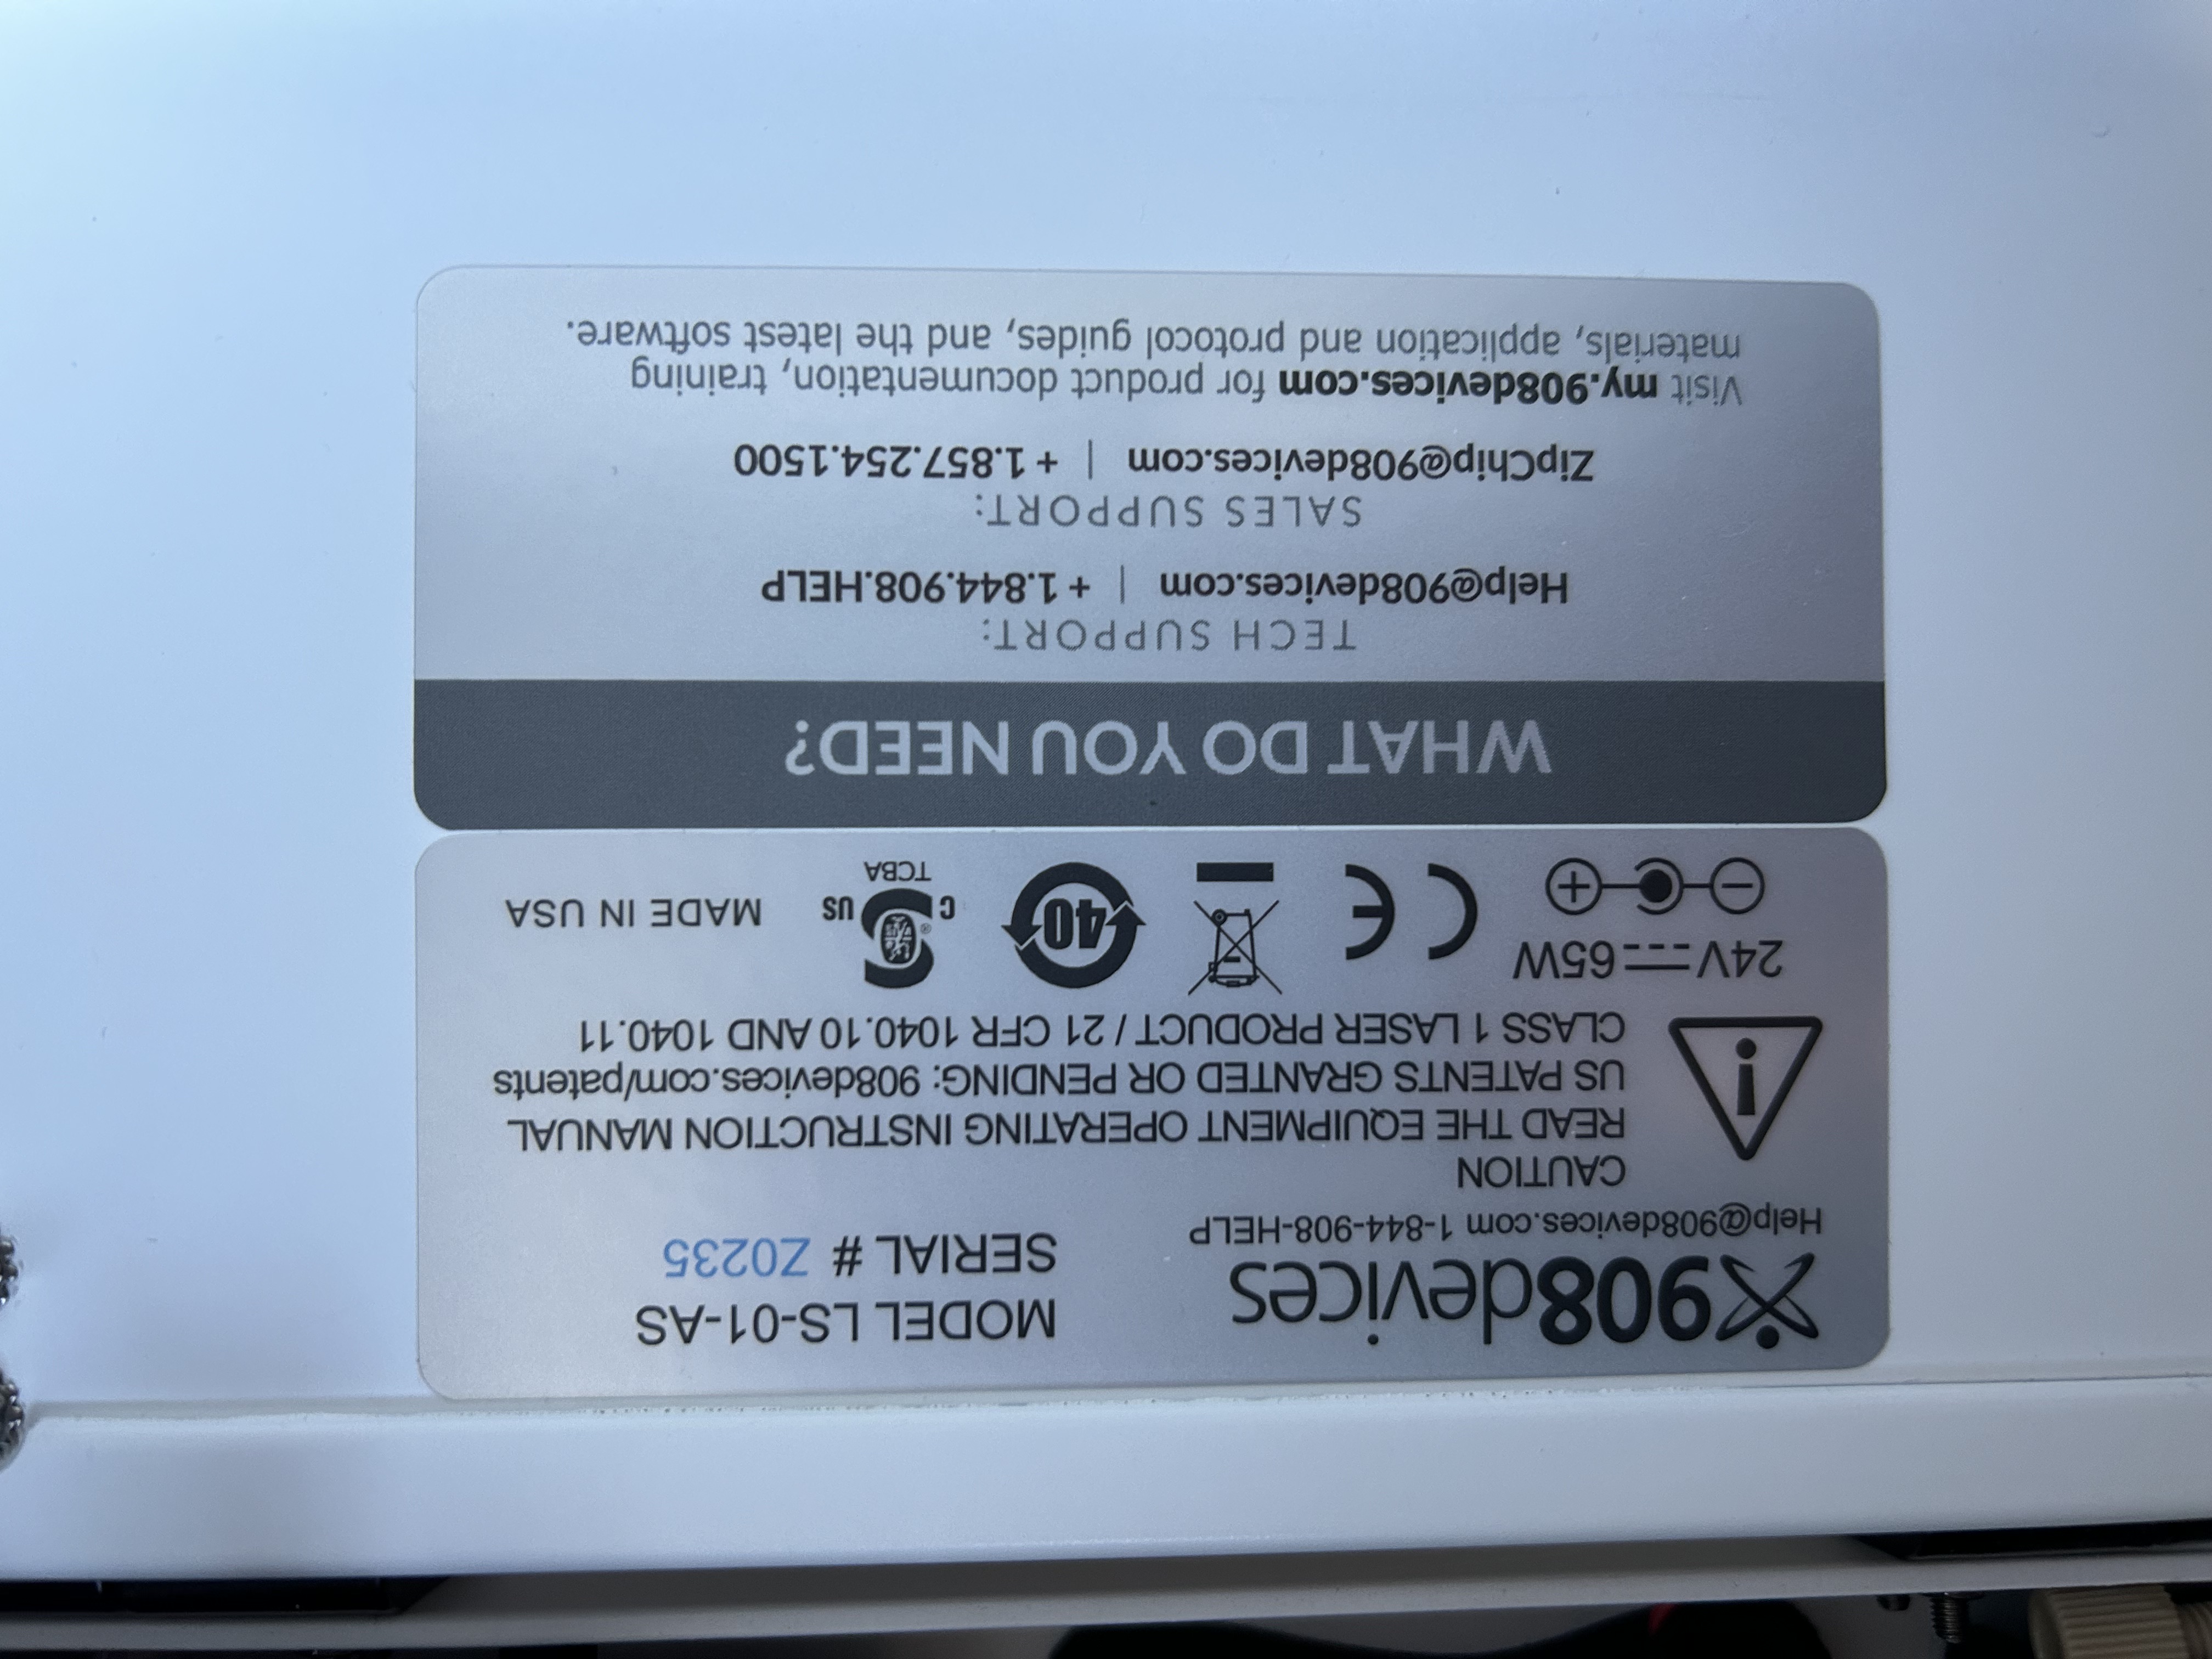 908devices
Help@908devices.com 1-844-908-HELP
MODEL LS-01-AS
SERIAL # Z0235
CAUTION
READ THE EQUIPMENT OPERATING INSTRUCTION MANUAL
US PATENTS GRANTED OR PENDING: 908devices.com/patents
CLASS 1 LASER PRODUCT / 21 CFR 1040.10 AND 1040.11
24V 65W
CE
40
C US
TCBA
MADE IN USA
WHAT DO YOU NEED?
TECH SUPPORT:
Help@908devices.com | +1.844.908.HELP
SALES SUPPORT:
ZipChip@908devices.com | +1.857.254.1500
Visit my.908devices.com for product documentation, training
materials, application and protocol guides, and the latest software.